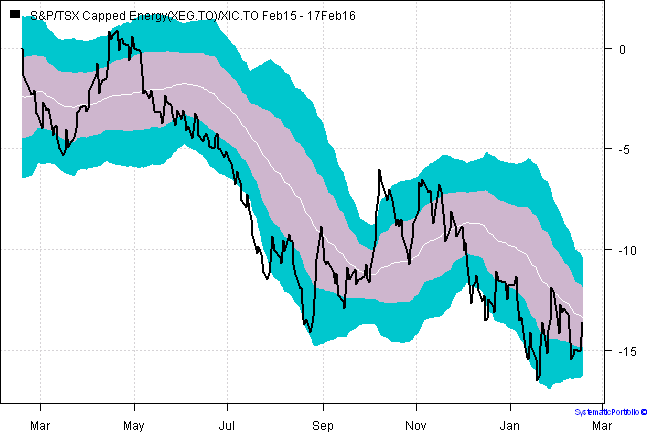 S&P/TSX Capped Energy(XEG.TO)/XIC.TO Feb15 - 17Feb16
0
-5
-10
-15
Mar May Jul Sep Nov Jan Mar
SystematicPortfolio ©